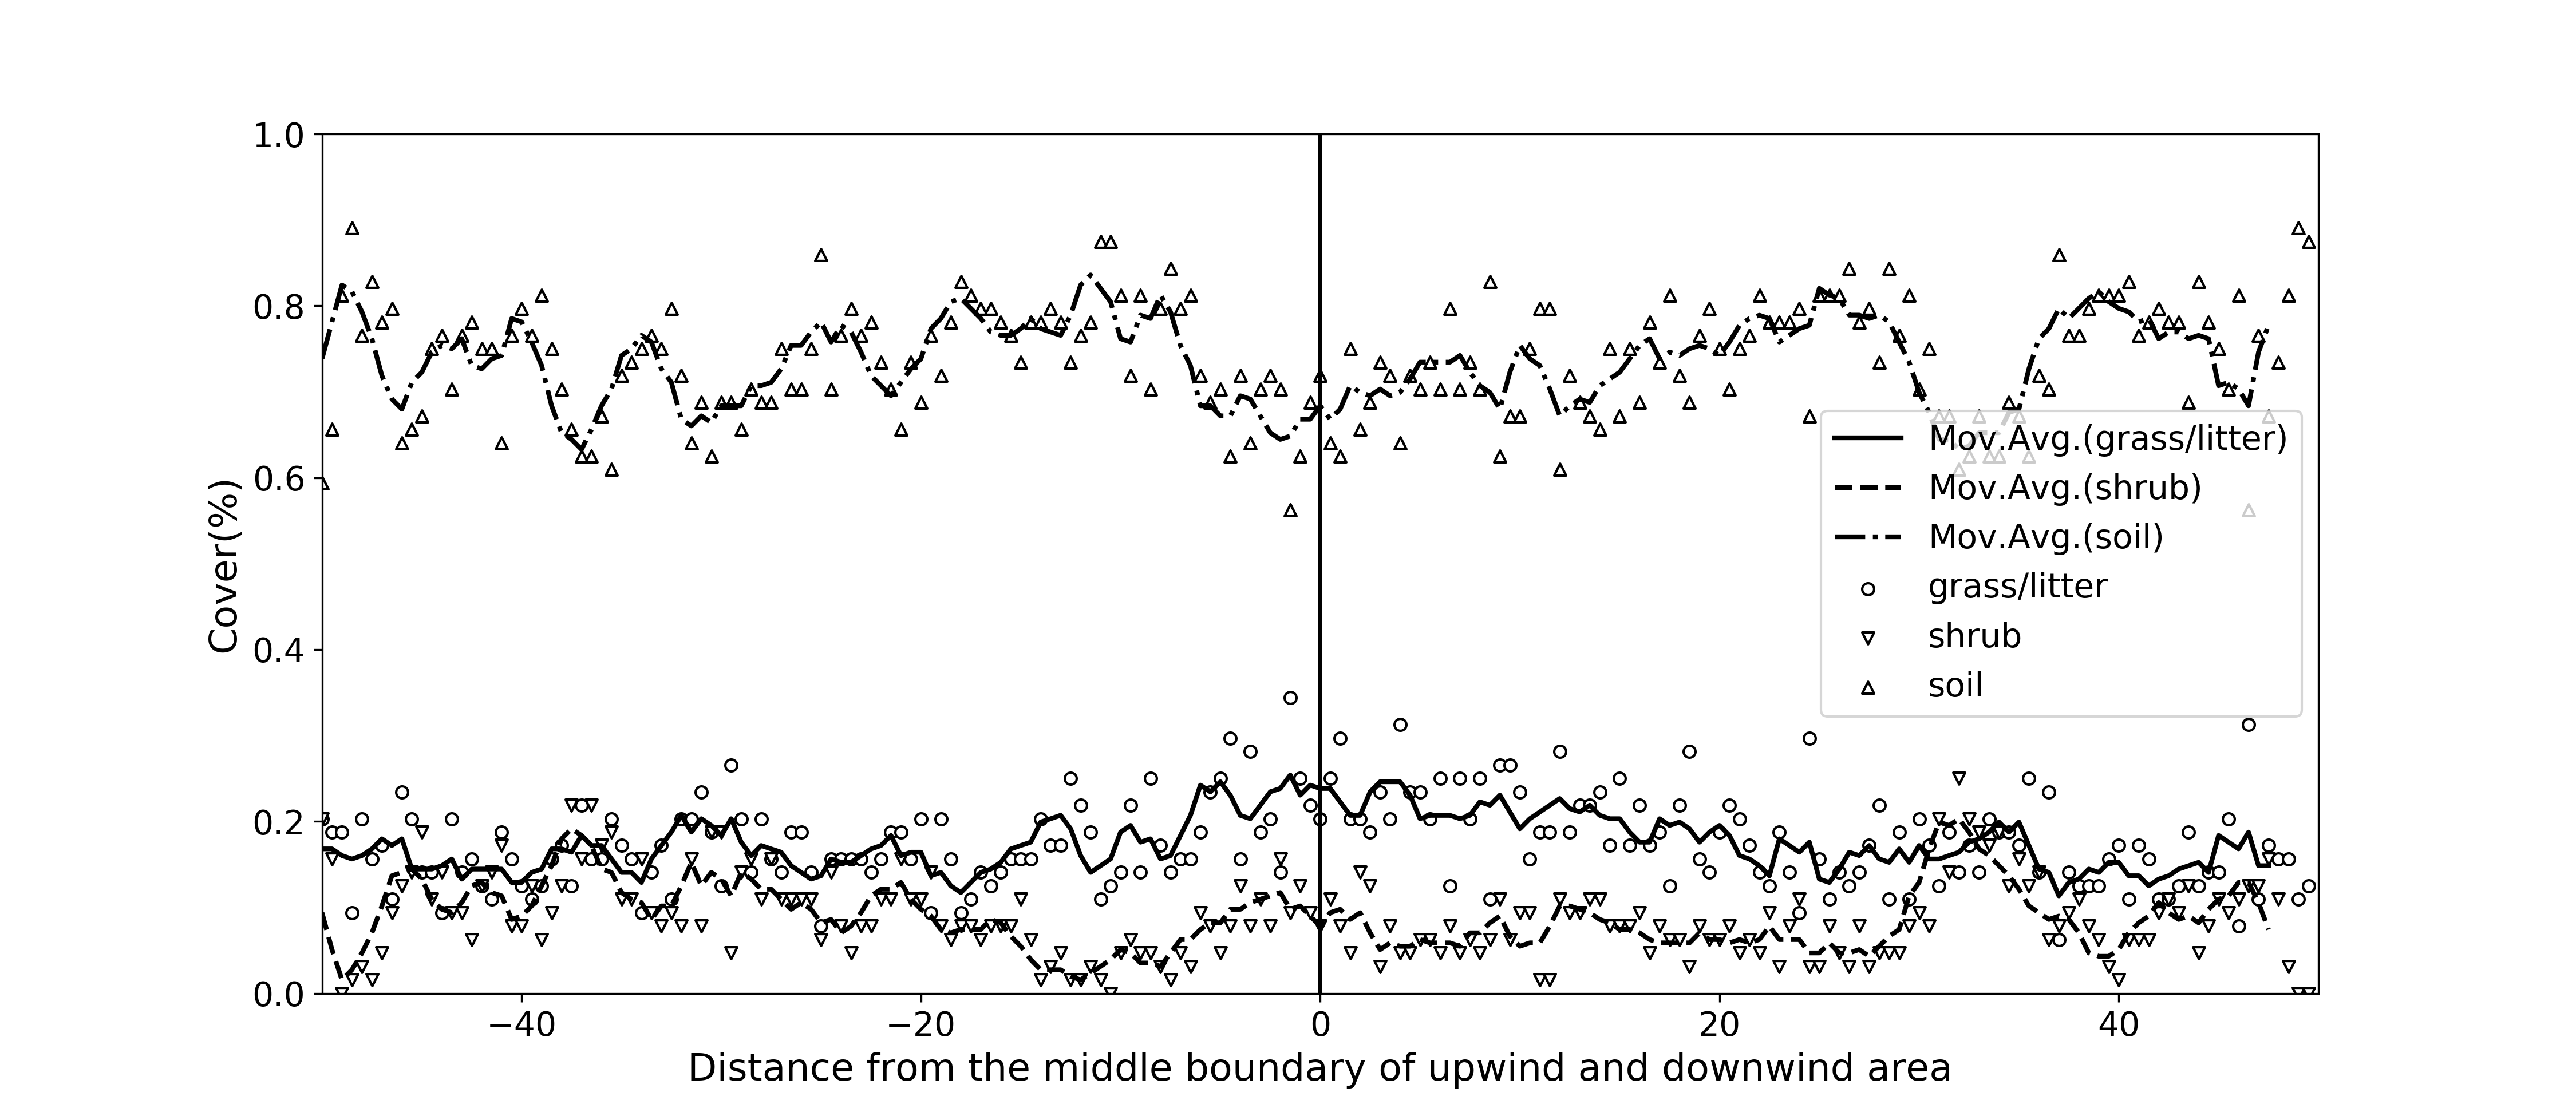 1.0
0.8
0.6
0.4
0.2
0.0
Cover(%)
−40
−20
0
20
40
Distance from the middle boundary of upwind and downwind area
Mov.Avg.(grass/litter)
Mov.Avg.(shrub)
Mov.Avg.(soil)
grass/litter
shrub
soil